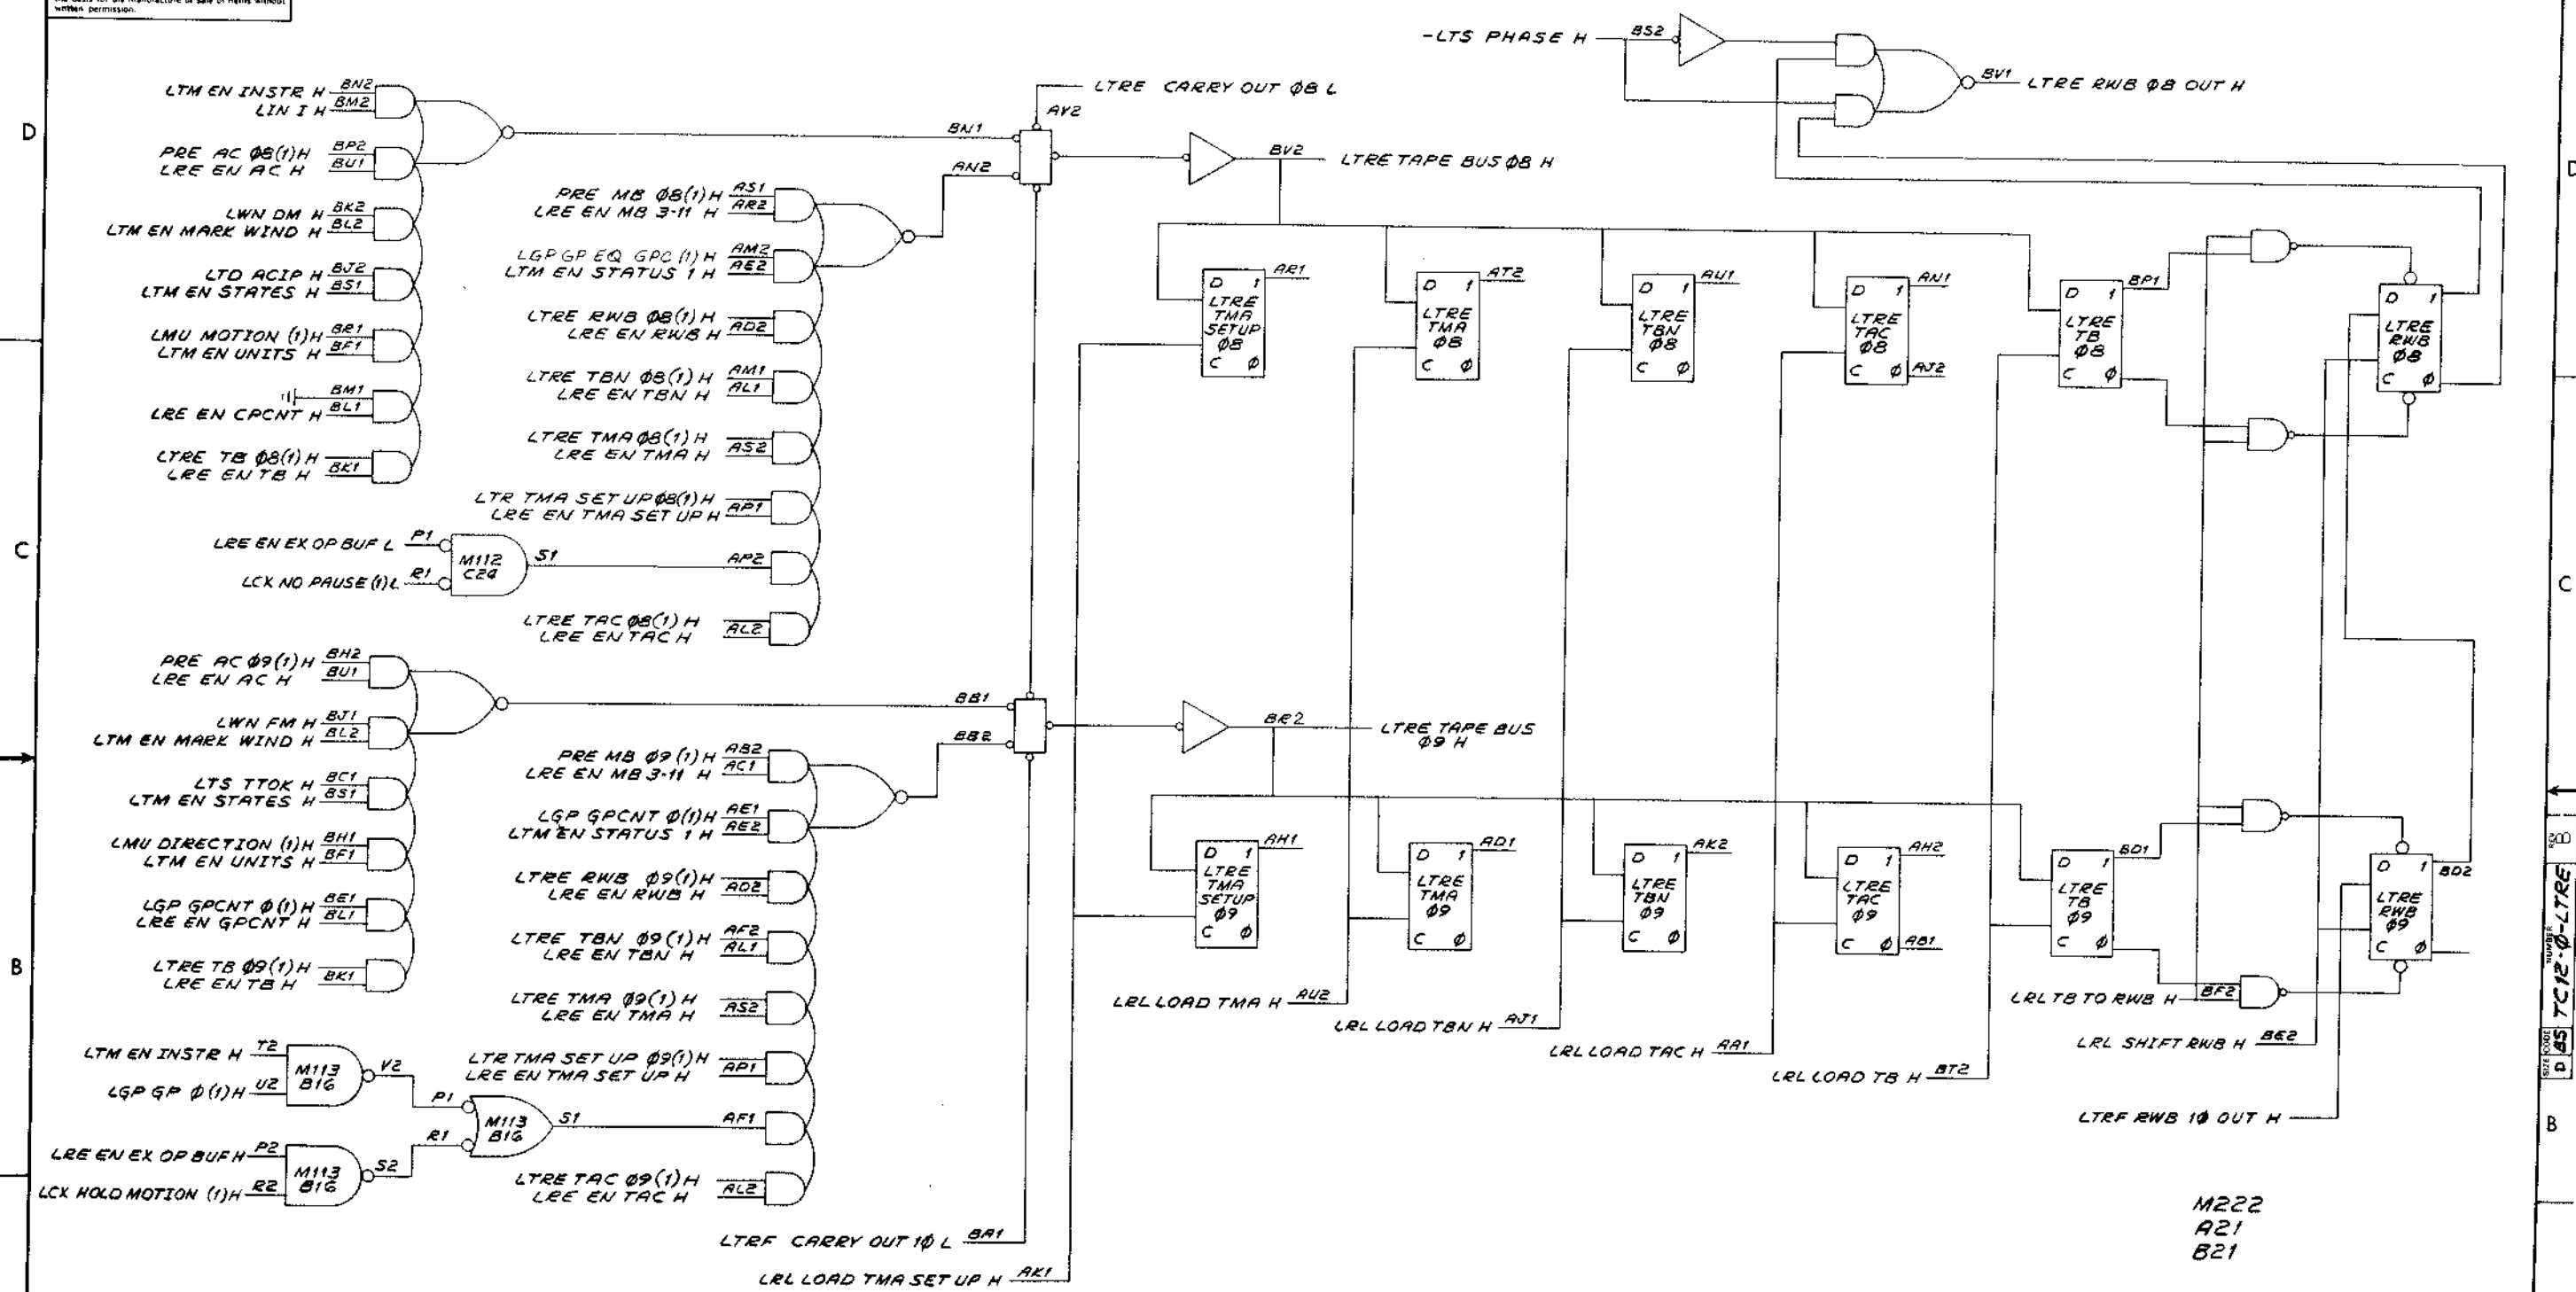 written permission.
D
LTM EN INSTR H BN2
LIN I H BM2
PRE AC Ø8(1)H BP2
LRE EN AC H BU1
LWN DM H BK2
LTM EN MARK WIND H BL2
LTD ACIP H BJ2
LTM EN STATES H BS1
LMU MOTION (1)H BR1
LTM EN UNITS H BF1
BM1
LRE EN CPCNT H BL1
LTRE TB Ø8(1)H
LRE EN TB H BK1
PRE MB Ø8(1)H AS1
LRE EN MB 3-11 H AR2
LGP GP EQ GPC (1)H AM2
LTM EN STATUS 1 H AE2
LTRE RWB Ø8(1)H
LRE EN RWB H AD2
LTRE TBN Ø8(1)H AM1
LRE EN TBN H AL1
LTRE TMA Ø8(1)H
LRE EN TMA H AS2
LTR TMA SET UP Ø8(1)H
LRE EN TMA SET UP H AP1
LRE EN EX OP BUF L P1
M112
C24
S1
AP2
LCK NO PAUSE (1)L R1
LTRE TAC Ø8(1)H
LRE EN TAC H AL2
BN1
AN2
AV2
LTRE CARRY OUT Ø8 L
BV2
LTRE TAPE BUS Ø8 H
-LTS PHASE H BS2
BV1 LTRE RWB Ø8 OUT H
D 1 AR1
LTRE
TMA
SETUP
Ø8
C Ø
D 1 AT2
LTRE
TMA
Ø8
C Ø
D 1 AU1
LTRE
TBN
Ø8
C Ø
D 1 AN1
LTRE
TAC
Ø8
C Ø AJ2
D 1 BP1
LTRE
TB
Ø8
C Ø
D 1
LTRE
RWB
Ø8
C Ø
C
C
PRE AC Ø9(1)H BH2
LRE EN AC H BU1
LWN FM H BJ1
LTM EN MARK WIND H BL2
LTS TTOK H BC1
LTM EN STATES H BS1
LMU DIRECTION (1)H BH1
LTM EN UNITS H BF1
LGP GPCNT Ø(1)H BE1
LRE EN GPCNT H BL1
LTRE TB Ø9(1)H
LRE EN TB H BK1
PRE MB Ø9(1)H AB2
LRE EN MB 3-11 H AC1
LGP GPCNT Ø(1)H AE1
LTM EN STATUS 1 H AE2
LTRE RWB Ø9(1)H
LRE EN RWB H AD2
LTRE TBN Ø9(1)H AF2
LRE EN TBN H AL1
LTRE TMA Ø9(1)H
LRE EN TMA H AS2
LTR TMA SET UP Ø9(1)H
LRE EN TMA SET UP H AP1
LTM EN INSTR H T2
LGP GP Ø(1)H U2
M113
B16
V2
P1
R1
M113
B16
S1
AF1
LRE EN EX OP BUF H P2
LCK HOLD MOTION (1)H R2
M113
B16
S2
LTRE TAC Ø9(1)H
LRE EN TAC H AL2
BB1
BB2
BR2
LTRE TAPE BUS
Ø9 H
D 1 AH1
LTRE
TMA
SETUP
Ø9
C Ø
D 1 AD1
LTRE
TMA
Ø9
C Ø
D 1 AK2
LTRE
TBN
Ø9
C Ø
D 1 AH2
LTRE
TAC
Ø9
C Ø AB1
D 1 BD1
LTRE
TB
Ø9
C Ø
D 1 BD2
LTRE
RWB
Ø9
C Ø
LTRF CARRY OUT 1Ø L BA1
LRL LOAD TMA SET UP H AK1
LRL LOAD TMA H AU2
LRL LOAD TBN H AJ1
LRL LOAD TAC H AA1
LRL LOAD TB H BT2
LRL TB TO RWB H BF2
LRL SHIFT RWB H BE2
LTRF RWB 1Ø OUT H
B
B
M222
A21
B21
SIZE CODE NUMBER
D BS TC12-Ø-LTRE